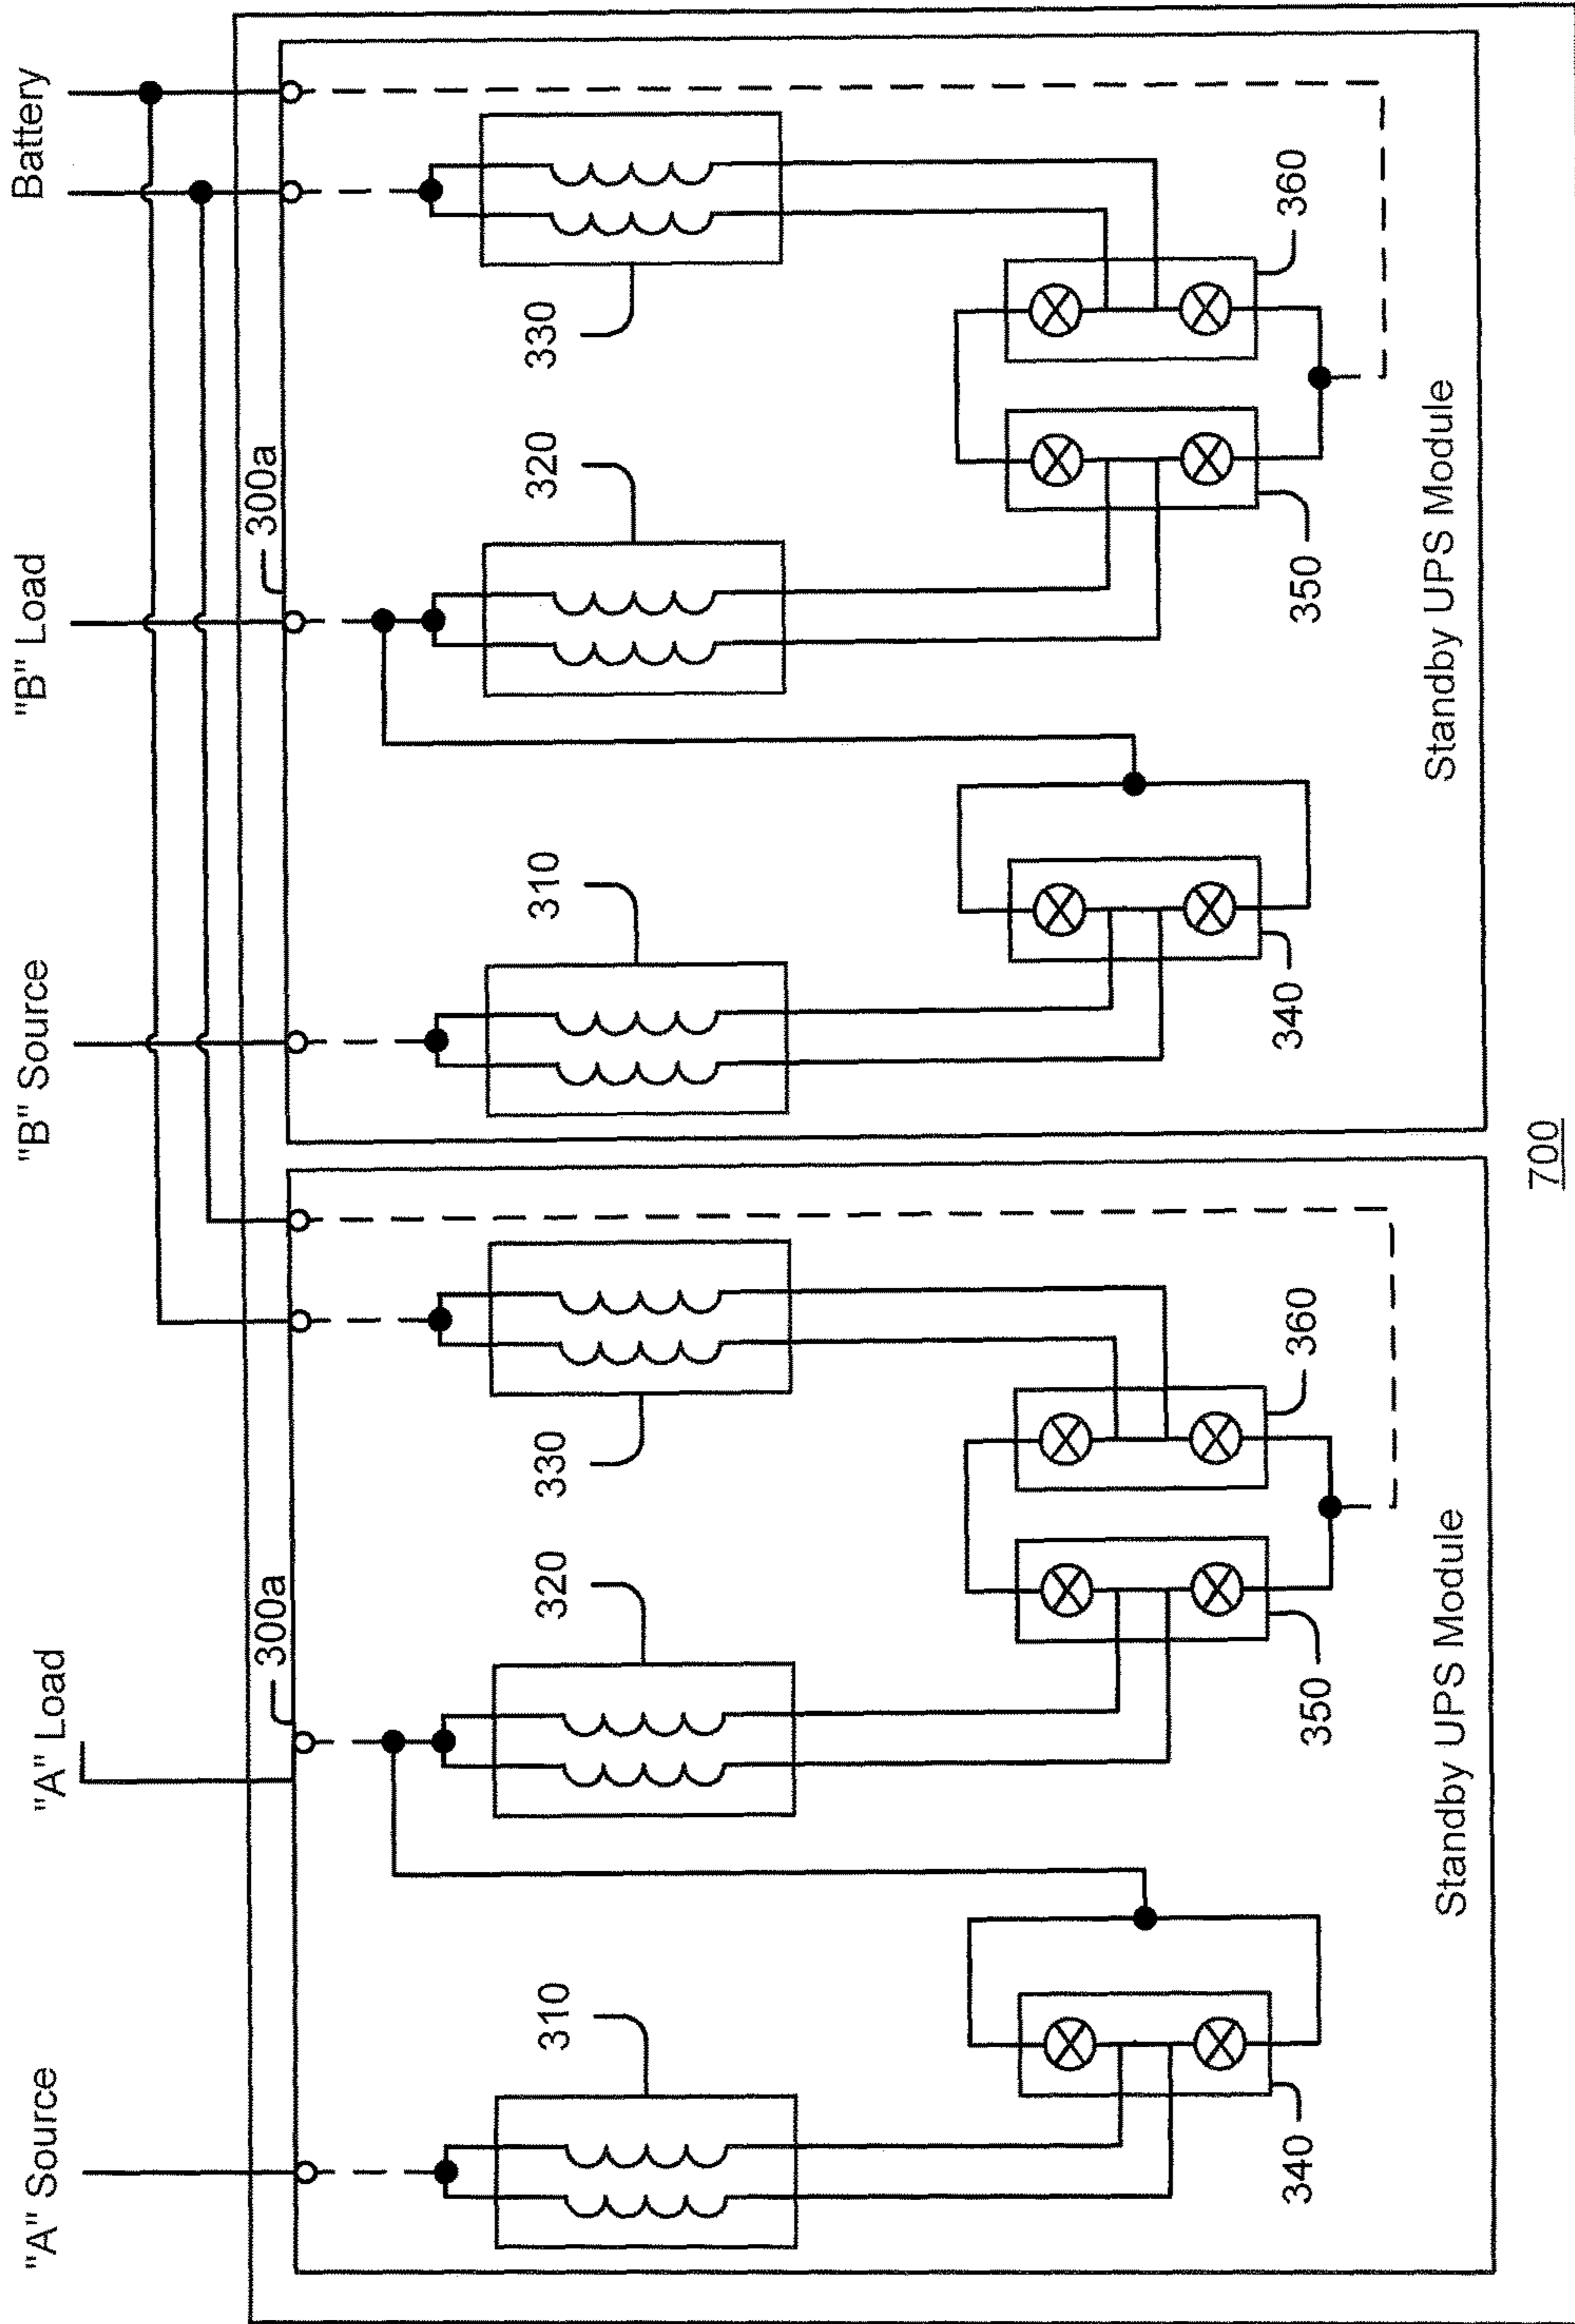 "A" Source
"A" Load
"B" Source
"B" Load
Battery
300a
300a
310
320
330
310
320
330
340
350
360
340
350
360
Standby UPS Module
Standby UPS Module
700